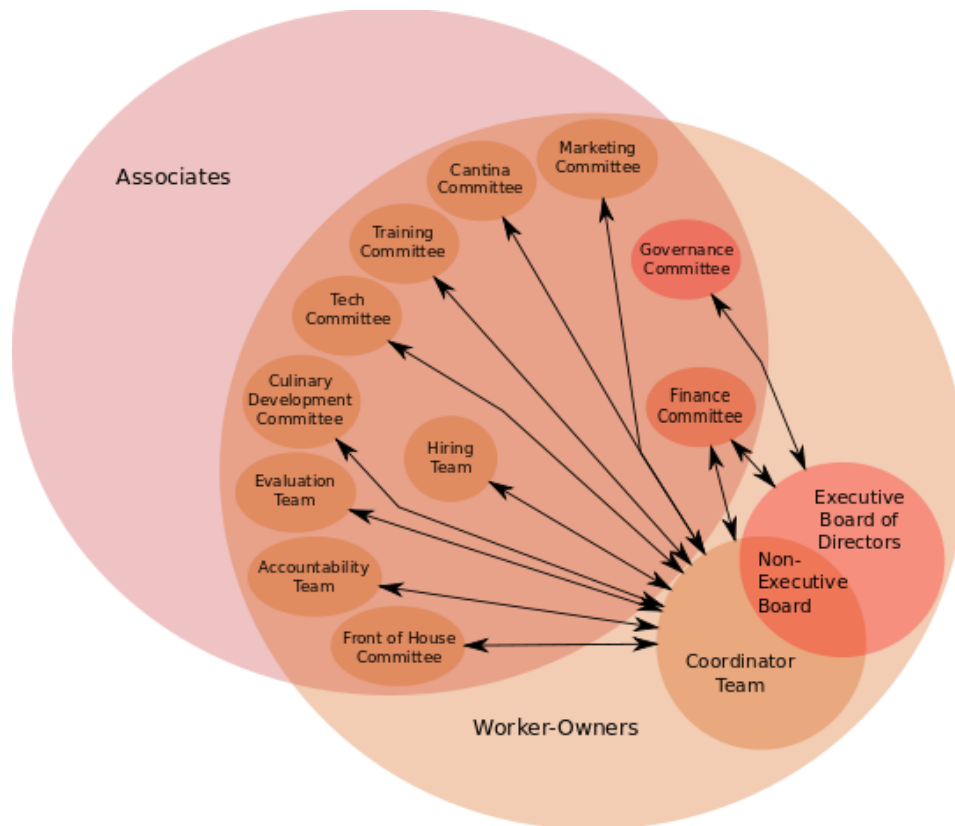 Associates
Marketing
Committee
Cantina
Committee
Training
Committee
Governance
Committee
Tech
Committee
Culinary
Development
Committee
Finance
Committee
Hiring
Team
Evaluation
Team
Executive
Board of
Directors
Non-
Executive
Board
Accountability
Team
Front of House
Committee
Coordinator
Team
Worker-Owners